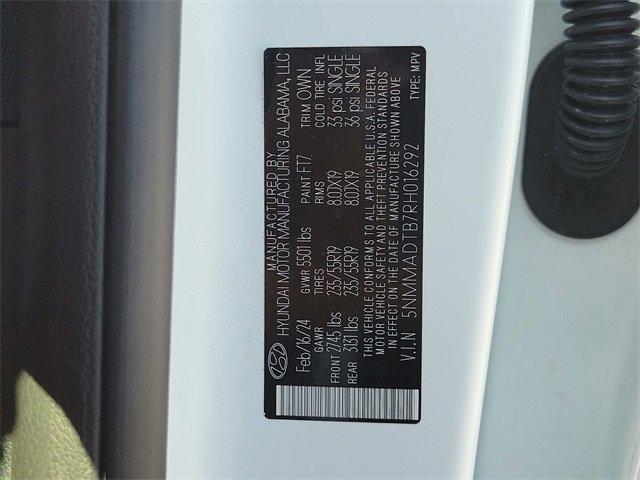 MANUFACTURED BY
HYUNDAI MOTOR MANUFACTURING ALABAMA, LLC
Feb/16/24 GVWR 5501 lbs PAINT FT7 TRIM OWN
GAWR TIRES RIMS COLD TIRE INFL
FRONT 2745 lbs 235/55R19 8.0JX19 33 psi SINGLE
REAR 3131 lbs 235/55R19 8.0JX19 36 psi SINGLE
THIS VEHICLE CONFORMS TO ALL APPLICABLE U.S.A. FEDERAL
MOTOR VEHICLE SAFETY AND THEFT PREVENTION STANDARDS
IN EFFECT ON THE DATE OF MANUFACTURE SHOWN ABOVE
V.I.N 5NMMADTB7RH016292 TYPE: MPV